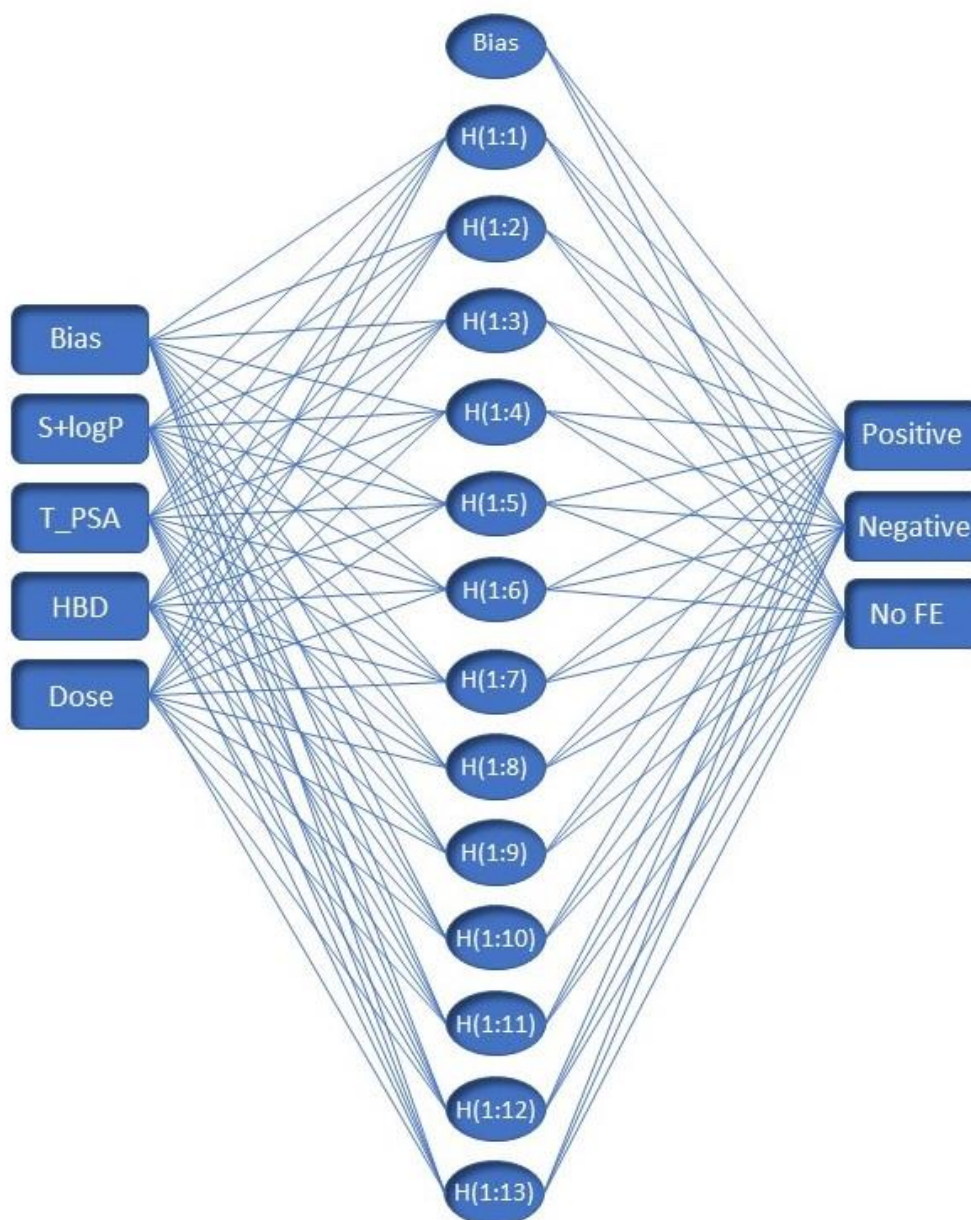 Bias
S+logP
T_PSA
HBD
Dose
Bias
H(1:1)
H(1:2)
H(1:3)
H(1:4)
H(1:5)
H(1:6)
H(1:7)
H(1:8)
H(1:9)
H(1:10)
H(1:11)
H(1:12)
H(1:13)
Positive
Negative
No FE